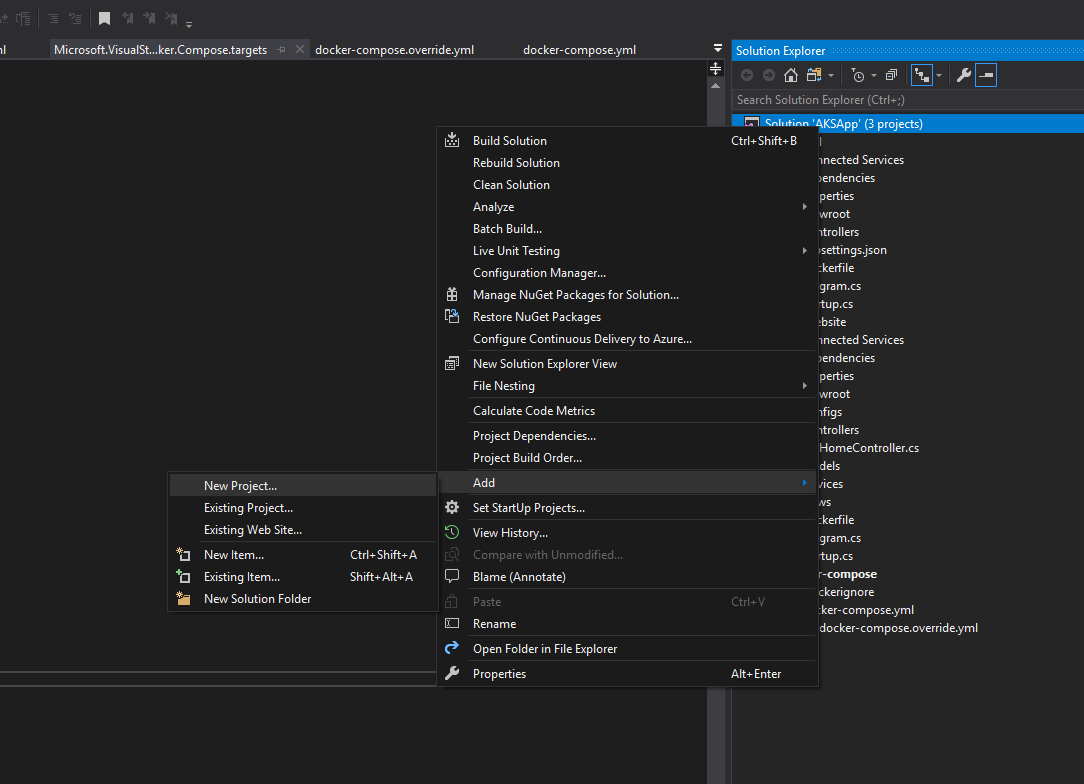 Microsoft.VisualSt...ker.Compose.targets
docker-compose.override.yml
docker-compose.yml
Solution Explorer
Search Solution Explorer (Ctrl+;)
Solution 'AKSApp' (3 projects)
Build Solution Ctrl+Shift+B
Rebuild Solution
Clean Solution
Analyze
Batch Build...
Live Unit Testing
Configuration Manager...
Manage NuGet Packages for Solution...
Restore NuGet Packages
Configure Continuous Delivery to Azure...
New Solution Explorer View
File Nesting
Calculate Code Metrics
Project Dependencies...
Project Build Order...
Add
Set StartUp Projects...
View History...
Compare with Unmodified...
Blame (Annotate)
Paste Ctrl+V
Rename
Open Folder in File Explorer
Properties Alt+Enter
New Project...
Existing Project...
Existing Web Site...
New Item... Ctrl+Shift+A
Existing Item... Shift+Alt+A
New Solution Folder
nnected Services
pendencies
perties
wroot
ntrollers
settings.json
ckerfile
gram.cs
rtup.cs
ebsite
nnected Services
pendencies
perties
wroot
nfigs
ntrollers
HomeController.cs
dels
vices
ws
ckerfile
gram.cs
rtup.cs
r-compose
ckerignore
ker-compose.yml
docker-compose.override.yml